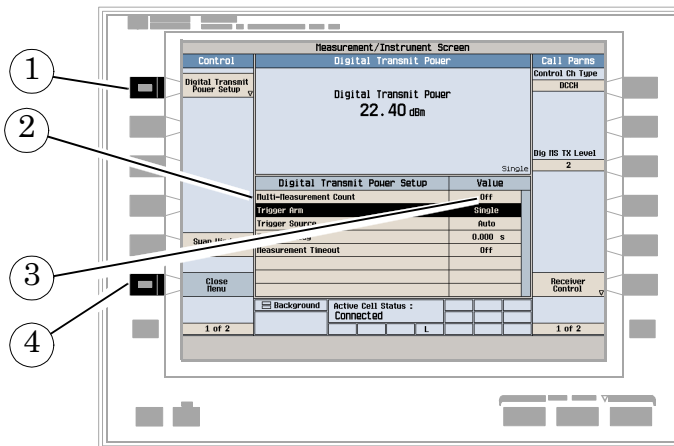 Measurement/Instrument Screen
Control
Digital Transmit Power
Call Parms
1
Digital Transmit
Power Setup
Control Ch Type
DCCH
Digital Transmit Power
22.40 dBm
2
Dig MS TX Level
2
Single
Digital Transmit Power Setup
Value
Multi-Measurement Count
Off
Trigger Arm
Single
Trigger Source
Auto
0.000 s
Measurement Timeout
Off
3
Close
Menu
Receiver
Control
4
Background
Active Cell Status :
Connected
L
1 of 2
1 of 2